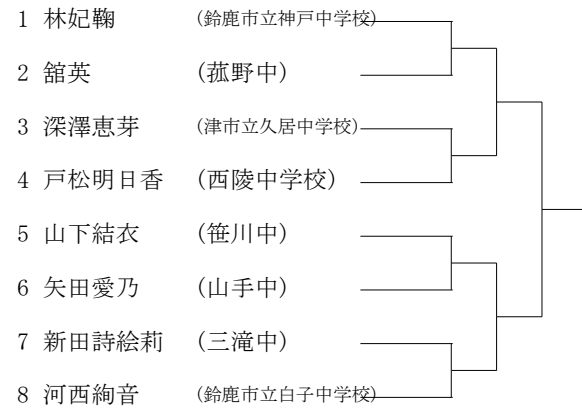 1 林妃鞠 (鈴鹿市立神戸中学校)
2 舘英 (菰野中)
3 深澤恵芽 (津市立久居中学校)
4 戸松明日香 (西陵中学校)
5 山下結衣 (笹川中)
6 矢田愛乃 (山手中)
7 新田詩絵莉 (三滝中)
8 河西絢音 (鈴鹿市立白子中学校)